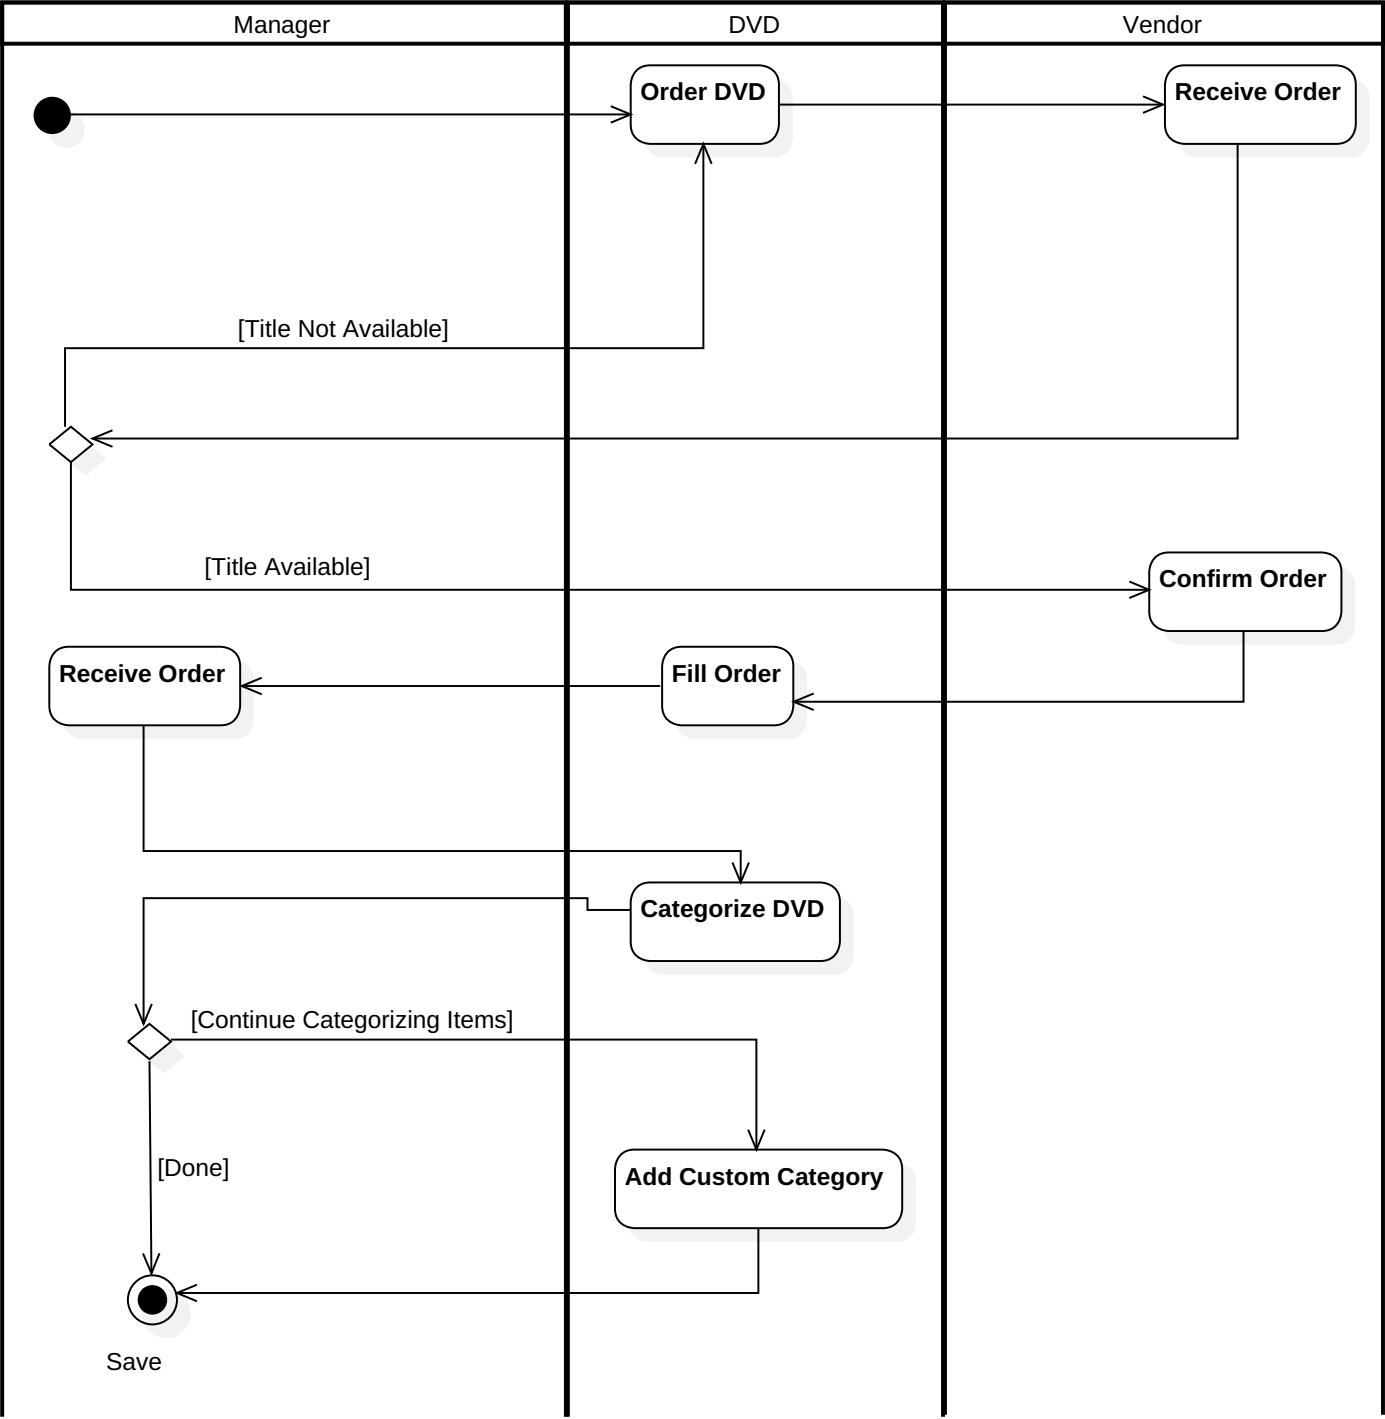 Manager
DVD
Vendor
Order DVD
Receive Order
[Title Not Available]
[Title Available]
Confirm Order
Receive Order
Fill Order
Categorize DVD
[Continue Categorizing Items]
[Done]
Add Custom Category
Save